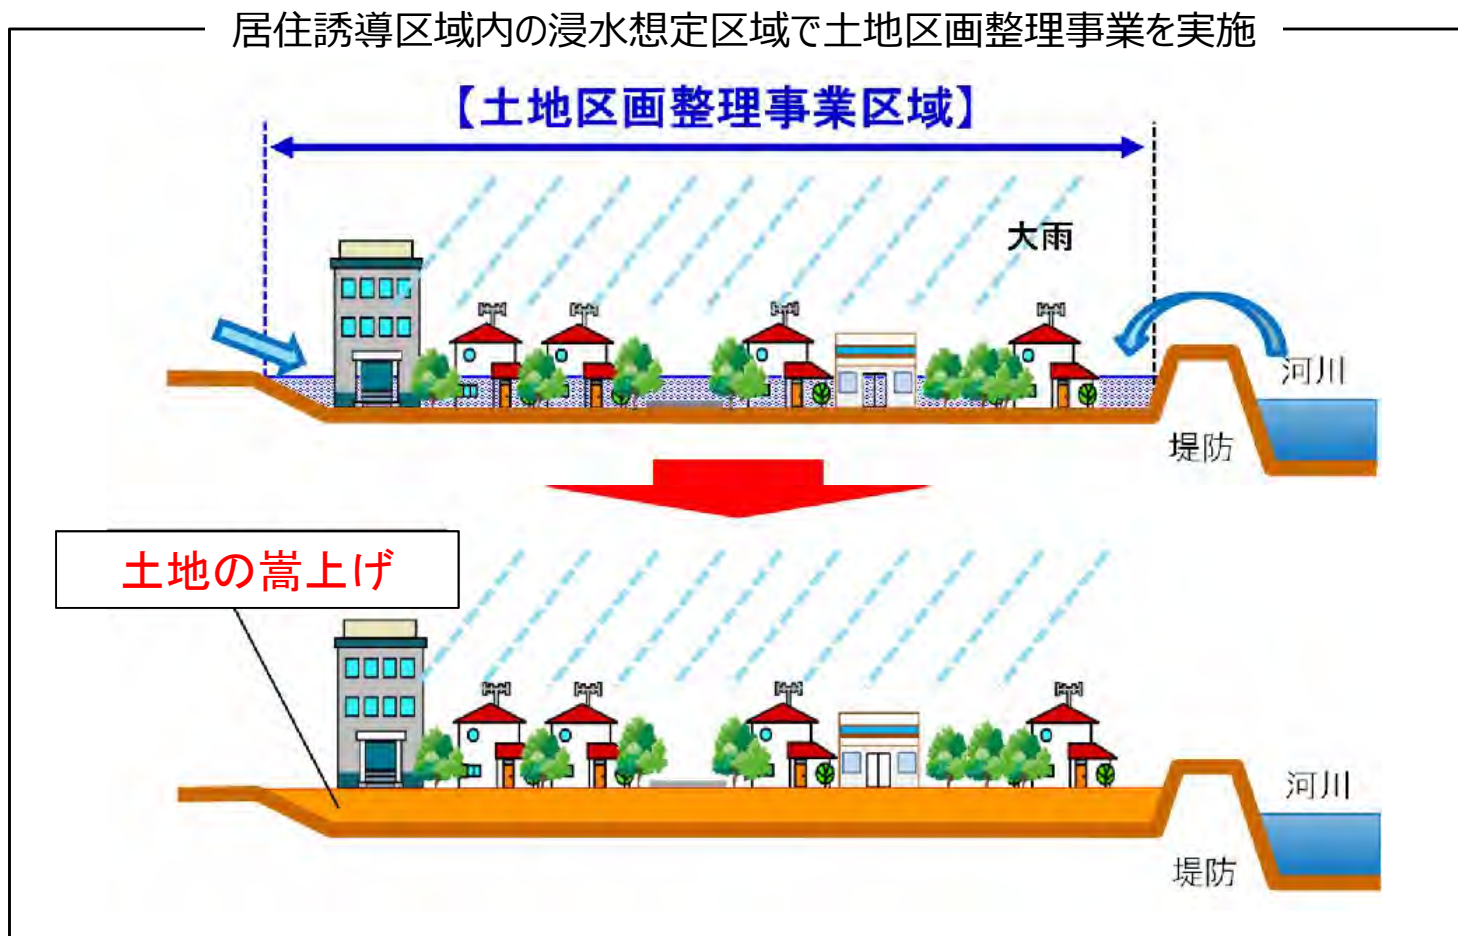 居住誘導区域内の浸水想定区域で土地区画整理事業を実施
【土地区画整理事業区域】
大雨
河川
堤防
土地の嵩上げ
河川
堤防